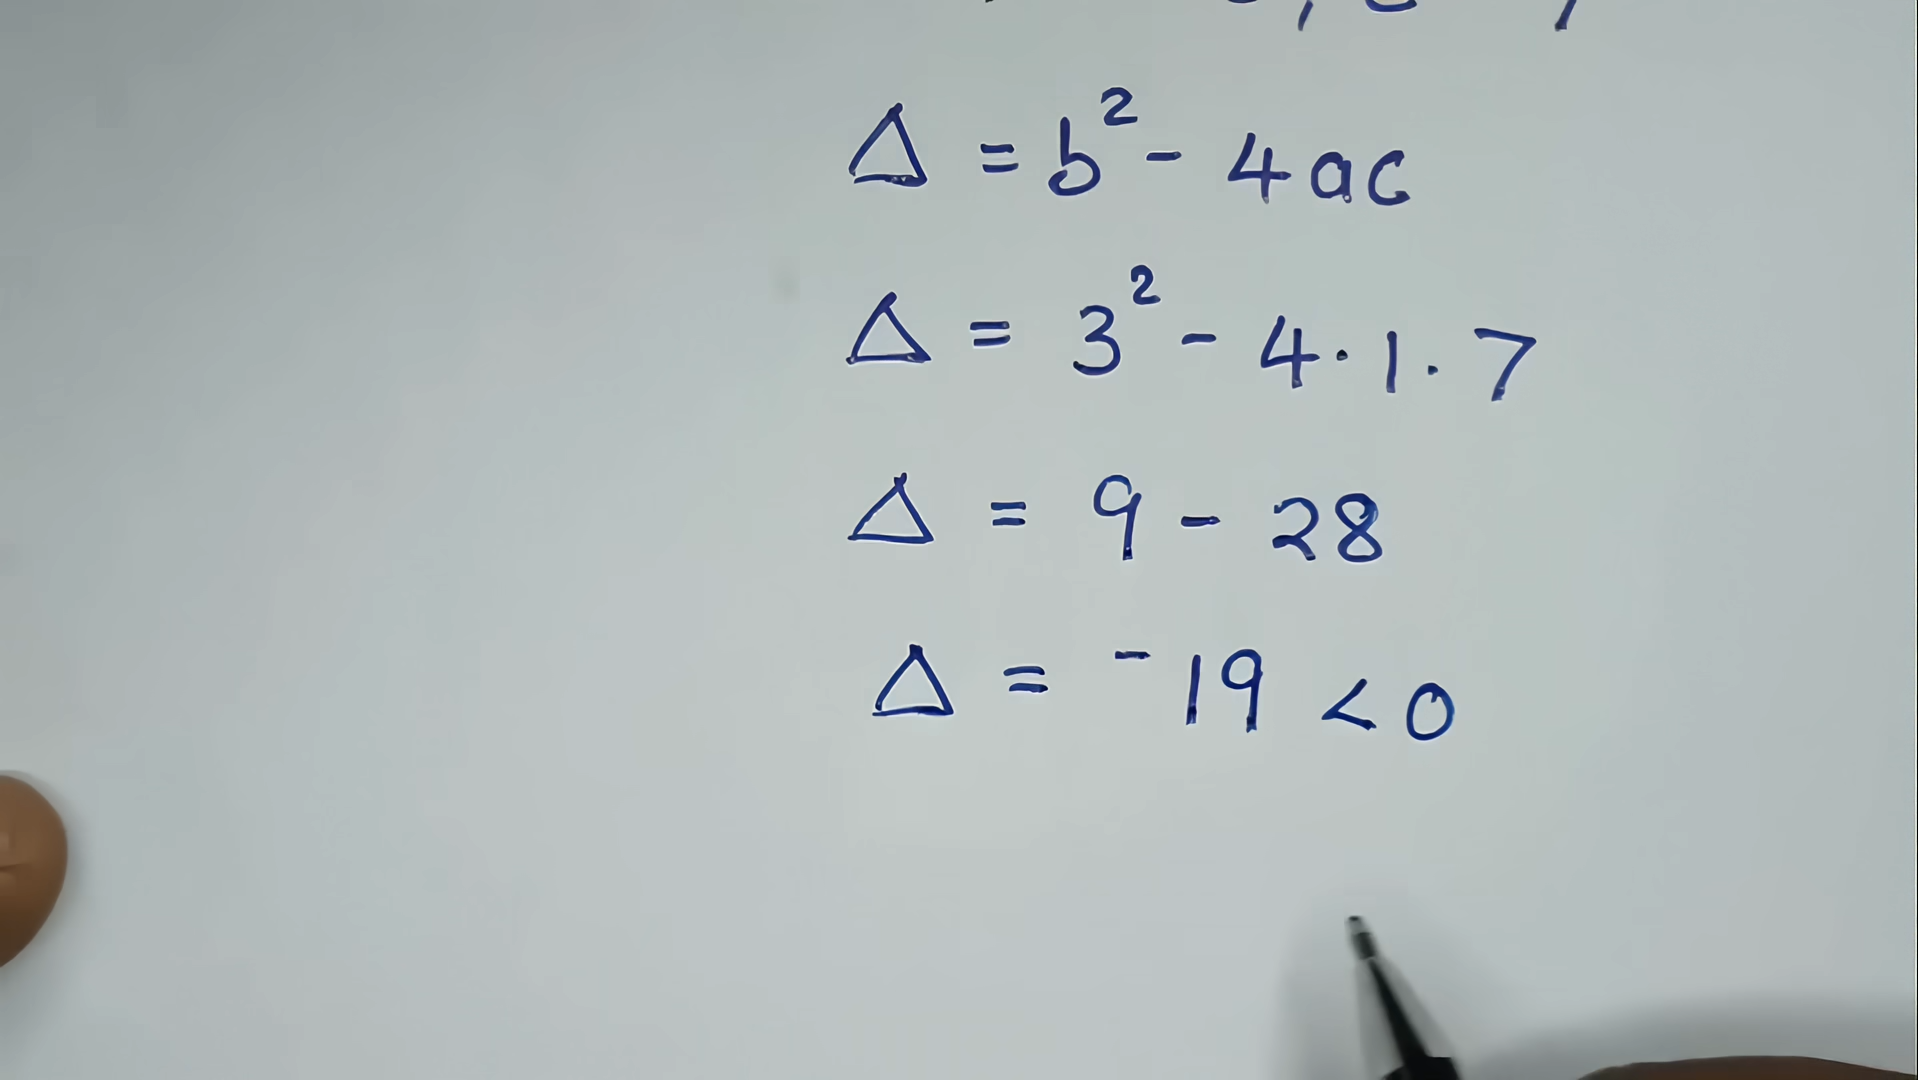 Δ = b² - 4ac
Δ = 3² - 4·1·7
Δ = 9 - 28
Δ = ⁻19 < 0